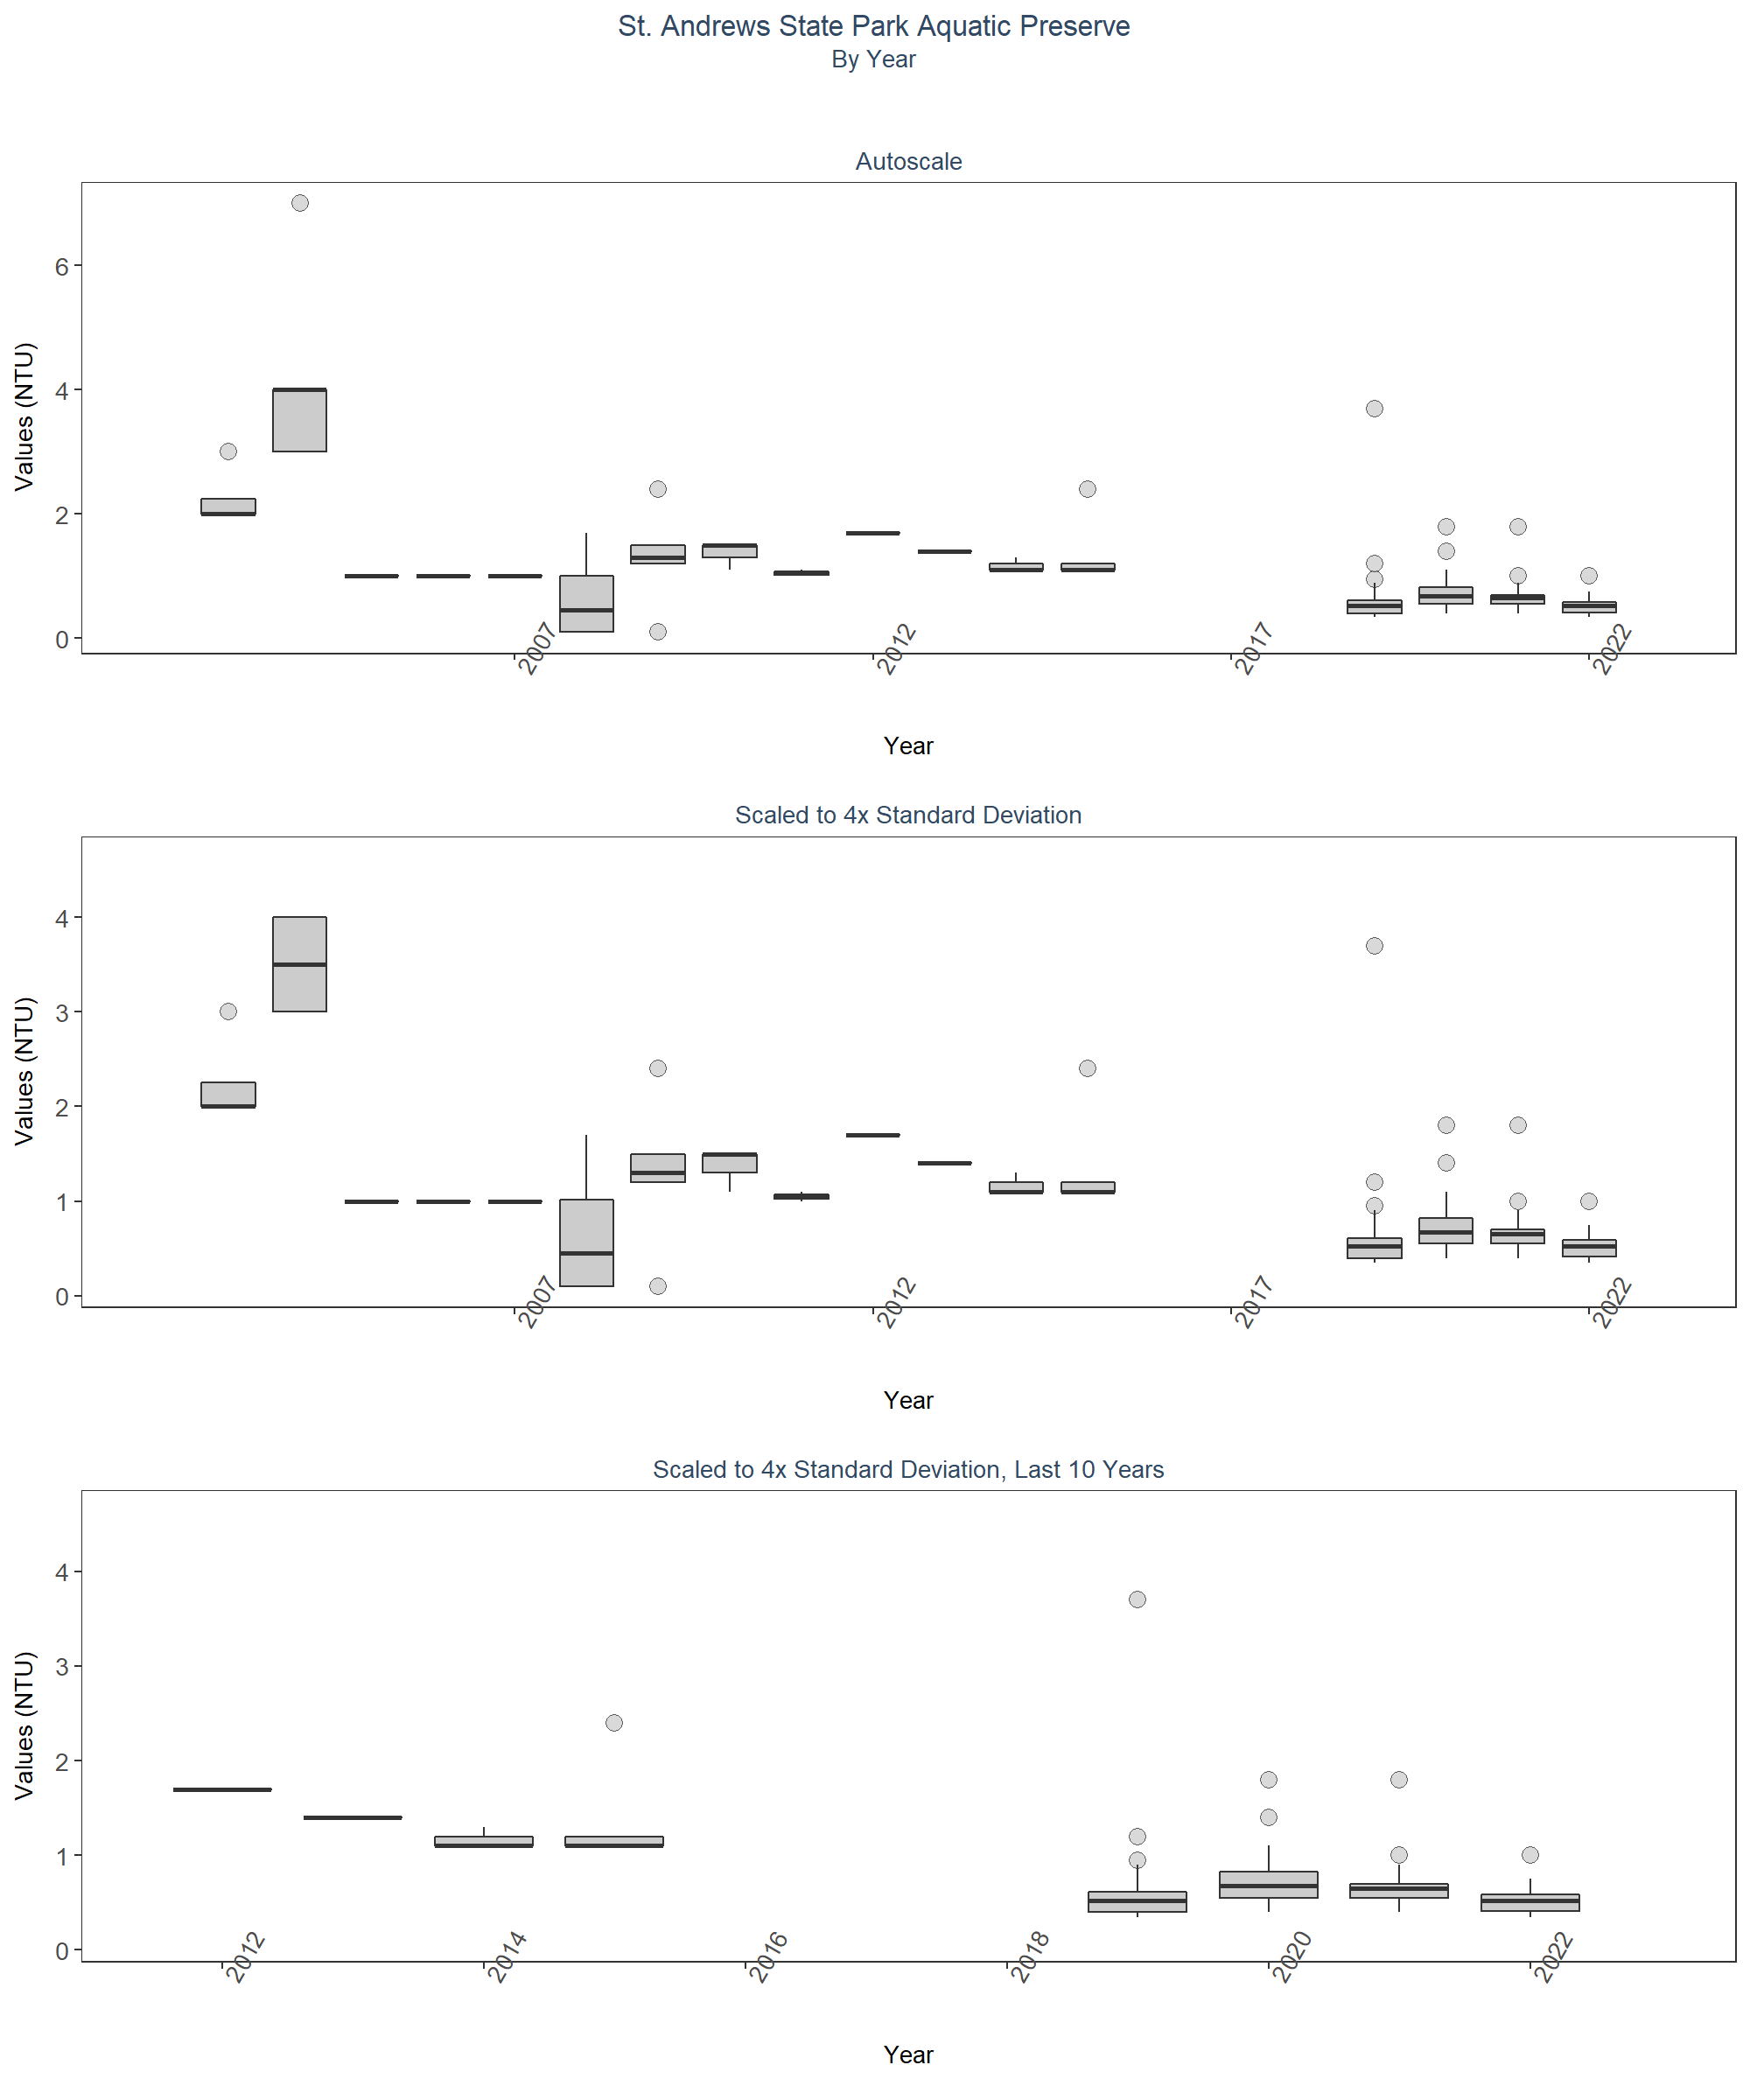 St. Andrews State Park Aquatic Preserve
By Year
Autoscale
Values (NTU)
6
4
2
0
2007
2012
2017
2022
Year
Scaled to 4x Standard Deviation
Values (NTU)
4
3
2
1
0
2007
2012
2017
2022
Year
Scaled to 4x Standard Deviation, Last 10 Years
Values (NTU)
4
3
2
1
0
2012
2014
2016
2018
2020
2022
Year